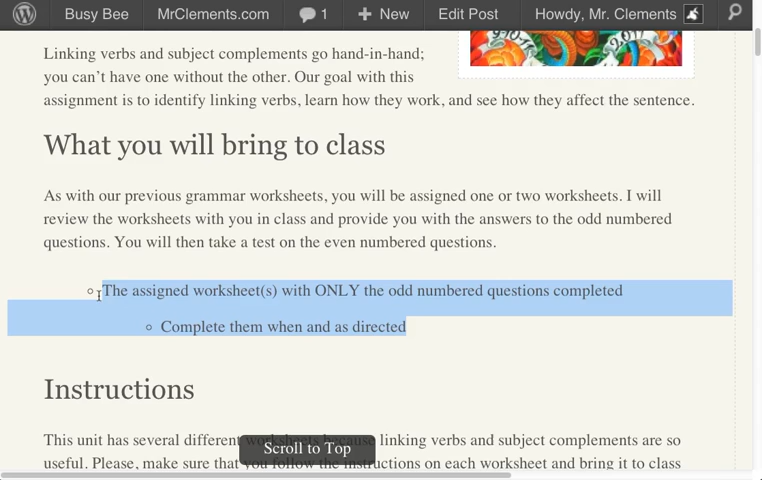 Busy Bee MrClements.com 1 New Edit Post Howdy, Mr. Clements
Linking verbs and subject complements go hand-in-hand;
you can't have one without the other. Our goal with this
assignment is to identify linking verbs, learn how they work, and see how they affect the sentence.
What you will bring to class
As with our previous grammar worksheets, you will be assigned one or two worksheets. I will
review the worksheets with you in class and provide you with the answers to the odd numbered
questions. You will then take a test on the even numbered questions.
The assigned worksheet(s) with ONLY the odd numbered questions completed
Complete them when and as directed
Instructions
This unit has several different worksheets because linking verbs and subject complements are so
Scroll to Top
useful. Please, make sure that you follow the instructions on each worksheet and bring it to class